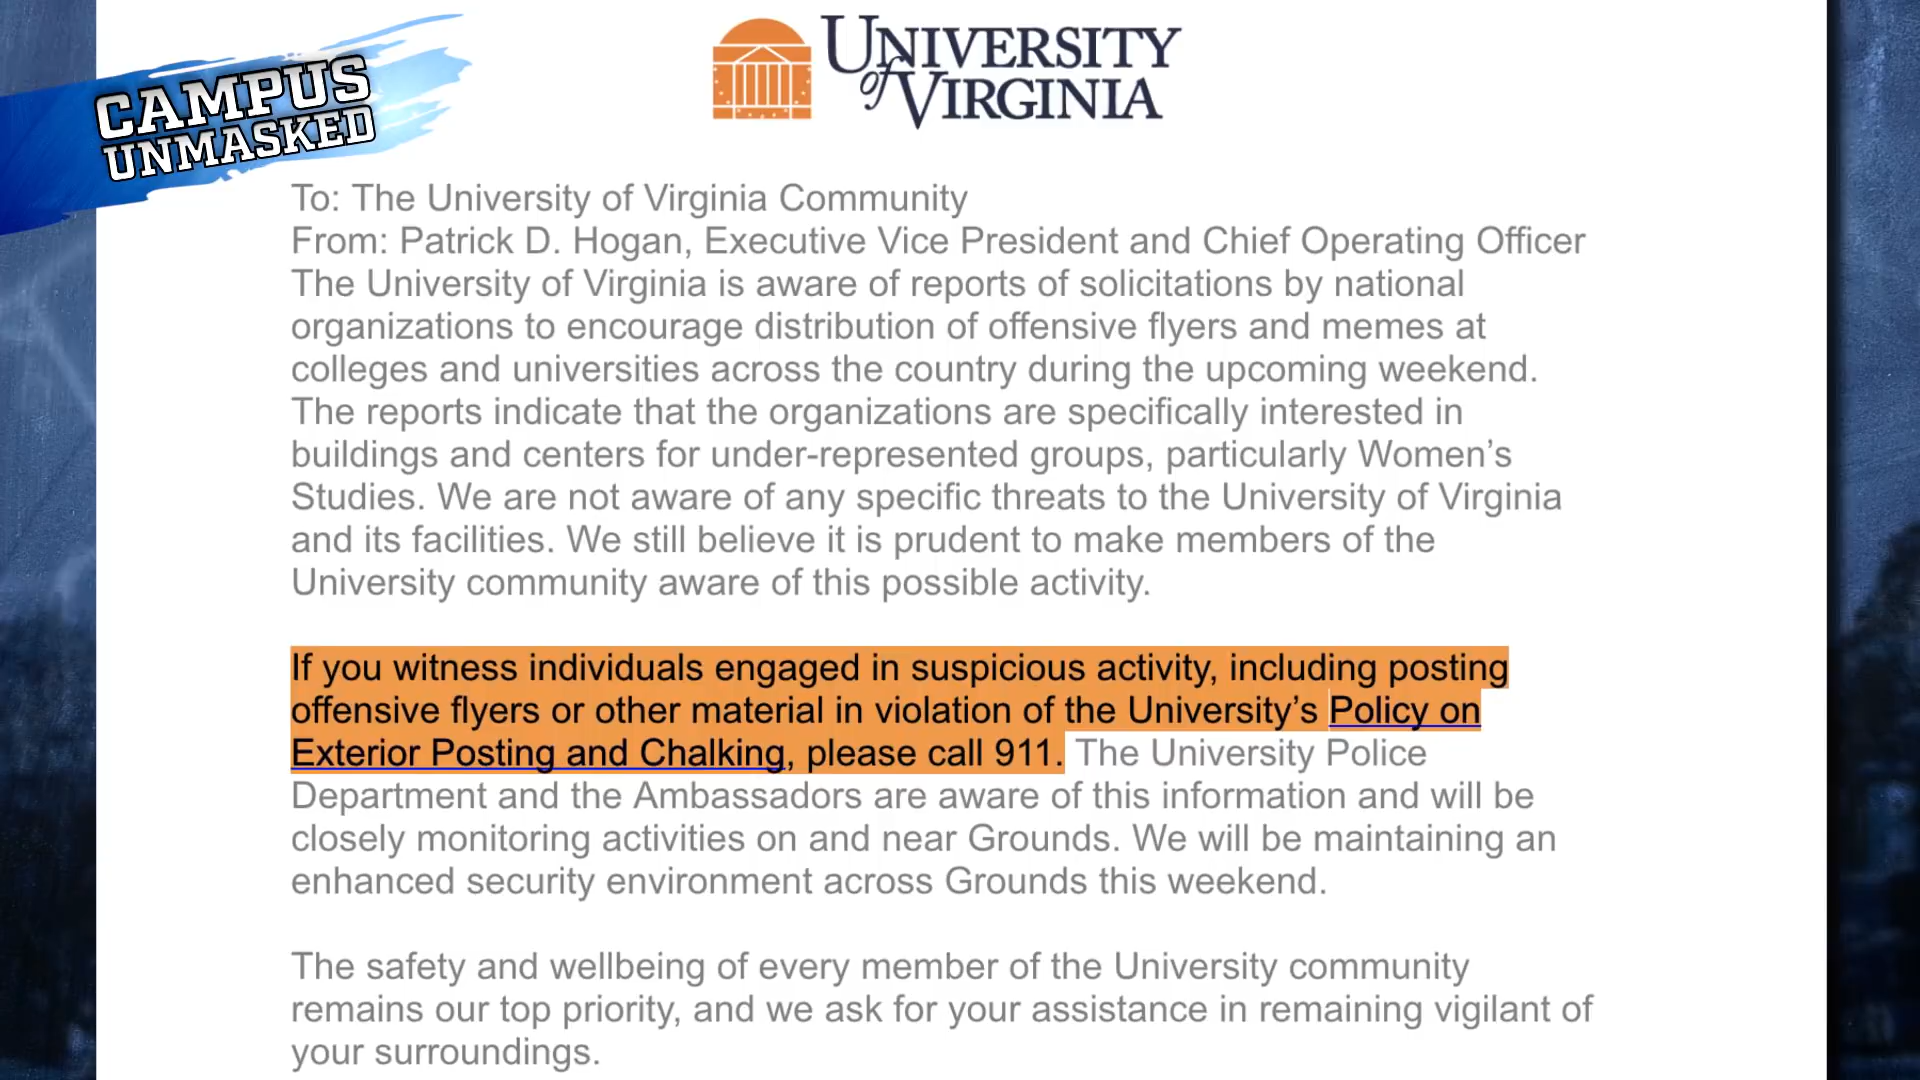 CAMPUS
UNMASKED
UNIVERSITY
of VIRGINIA
To: The University of Virginia Community
From: Patrick D. Hogan, Executive Vice President and Chief Operating Officer
The University of Virginia is aware of reports of solicitations by national
organizations to encourage distribution of offensive flyers and memes at
colleges and universities across the country during the upcoming weekend.
The reports indicate that the organizations are specifically interested in
buildings and centers for under-represented groups, particularly Women’s
Studies. We are not aware of any specific threats to the University of Virginia
and its facilities. We still believe it is prudent to make members of the
University community aware of this possible activity.
If you witness individuals engaged in suspicious activity, including posting
offensive flyers or other material in violation of the University’s Policy on
Exterior Posting and Chalking, please call 911. The University Police
Department and the Ambassadors are aware of this information and will be
closely monitoring activities on and near Grounds. We will be maintaining an
enhanced security environment across Grounds this weekend.
The safety and wellbeing of every member of the University community
remains our top priority, and we ask for your assistance in remaining vigilant of
your surroundings.